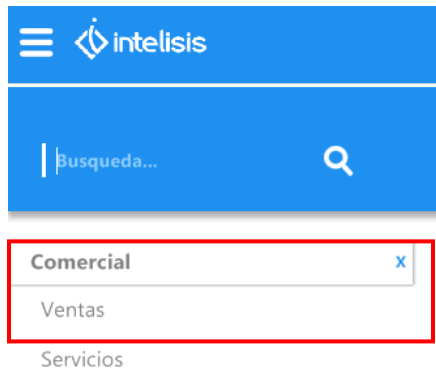 intelisis
Busqueda...
Comercial x
Ventas
Servicios